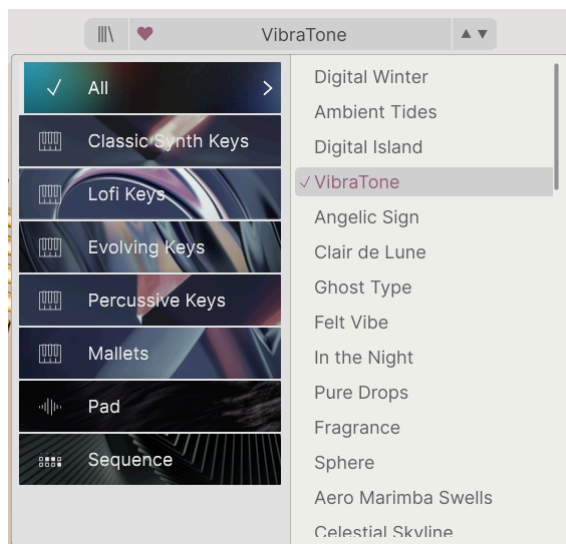 VibraTone
All
Classic Synth Keys
Lofi Keys
Evolving Keys
Percussive Keys
Mallets
Pad
Sequence
Digital Winter
Ambient Tides
Digital Island
VibraTone
Angelic Sign
Clair de Lune
Ghost Type
Felt Vibe
In the Night
Pure Drops
Fragrance
Sphere
Aero Marimba Swells
Celestial Skyline